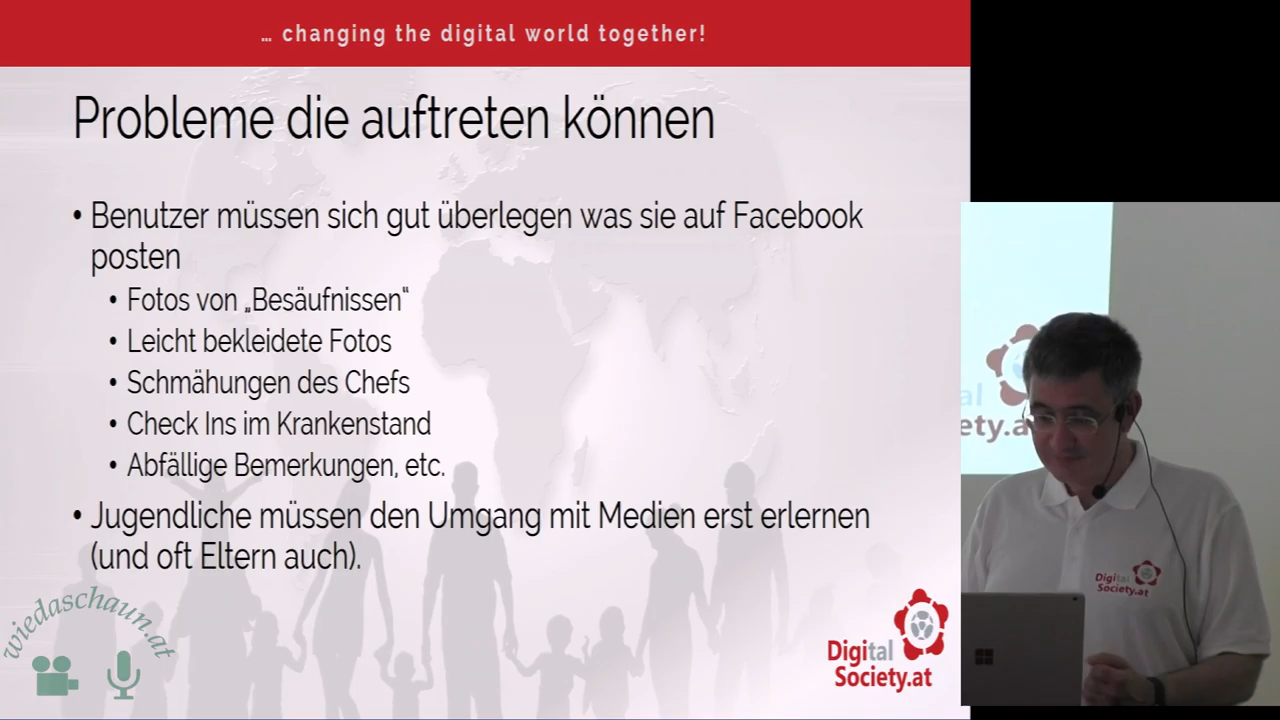 … changing the digital world together!
Probleme die auftreten können
• Benutzer müssen sich gut überlegen was sie auf Facebook
posten
• Fotos von „Besäufnissen“
• Leicht bekleidete Fotos
• Schmähungen des Chefs
• Check Ins im Krankenstand
• Abfällige Bemerkungen, etc.
• Jugendliche müssen den Umgang mit Medien erst erlernen
(und oft Eltern auch).
wiedaschaun.at
Digital
Society.at
al
ety.a
Digital
Society.at